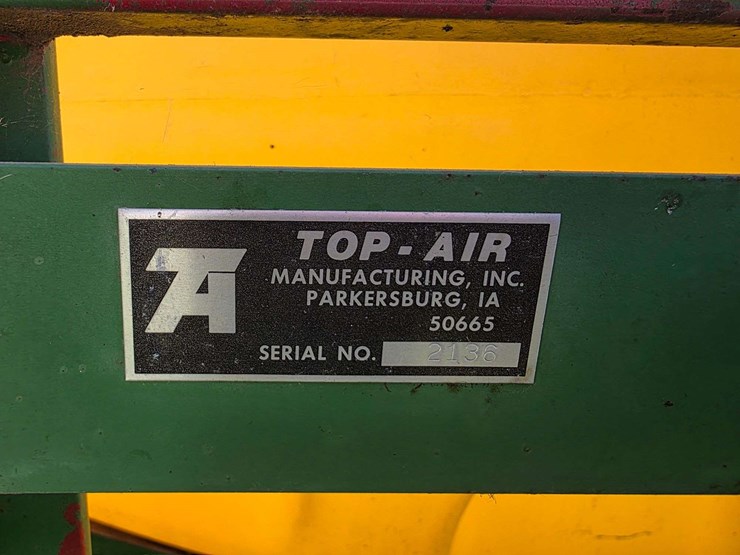 TA
TOP-AIR
MANUFACTURING, INC.
PARKERSBURG, IA
50665
SERIAL NO. 2136